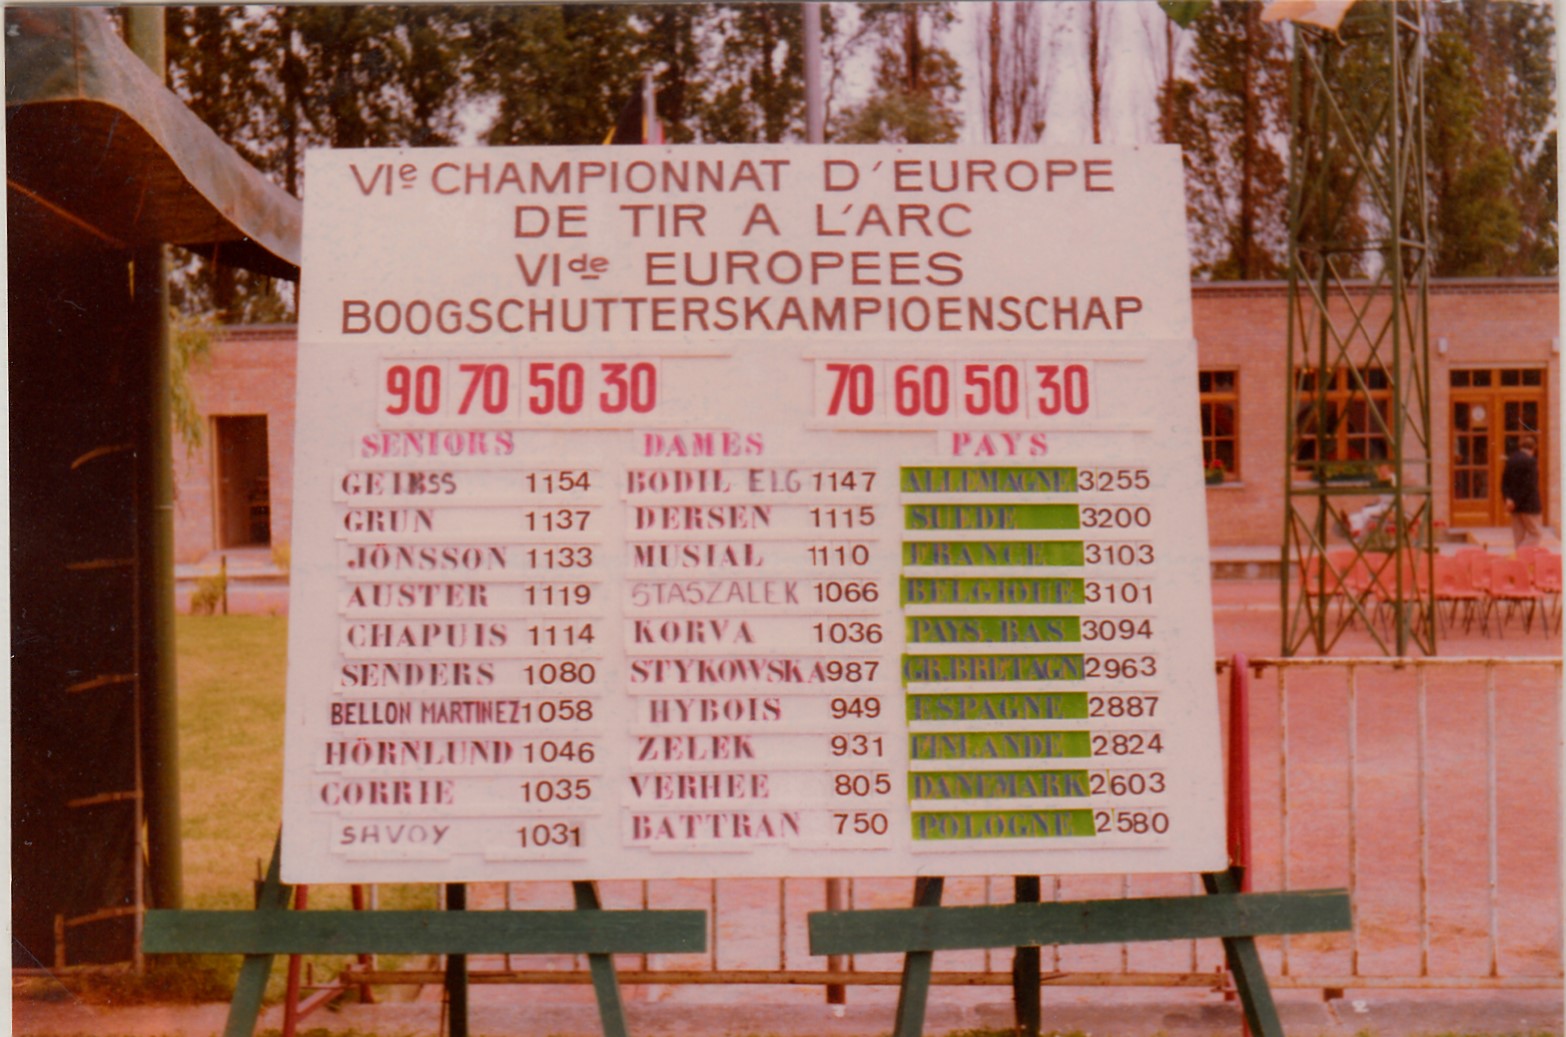 VIe CHAMPIONNAT D'EUROPE
DE TIR A L'ARC
VIde EUROPEES
BOOGSCHUTTERSKAMPIOENSCHAP
90 70 50 30 70 60 50 30
SENIORS DAMES PAYS
1154 BODIL ELG 1147 ALLEMAGNE 3255
GRUN 1137 DERSEN 1115 SUEDE 3200
JÖNSSON 1133 MUSIAL 1110 FRANCE 3103
AUSTER 1119 STASZALEK 1066 BELGIQUE 3101
CHAPUIS 1114 KORVA 1036 PAYS.BAS 3094
SENDERS 1080 STYKOWSKA 987 GR.BRETAGN 2963
BELLON MARTINEZ 1058 HYBOIS 949 ESPAGNE 2887
HÖRNLUND 1046 ZELEK 931 FINLANDE 2824
CORRIE 1035 VERHEE 805 DANEMARK 2603
SAVOY 1031 BATTRAN 750 POLOGNE 2580